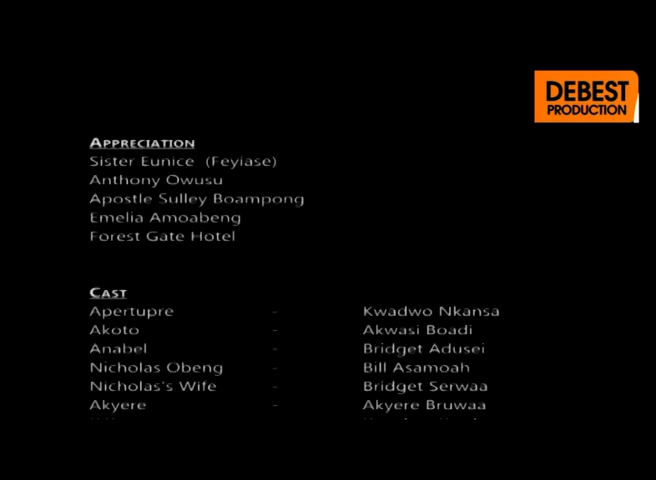 DEBEST
PRODUCTION
APPRECIATION
Sister Eunice (Feyiase)
Anthony Owusu
Apostle Sulley Boampong
Emelia Amoabeng
Forest Gate Hotel
CAST
Apertupre - Kwadwo Nkansa
Akoto - Akwasi Boadi
Anabel - Bridget Adusei
Nicholas Obeng - Bill Asamoah
Nicholas's Wife - Bridget Serwaa
Akyere - Akyere Bruwaa